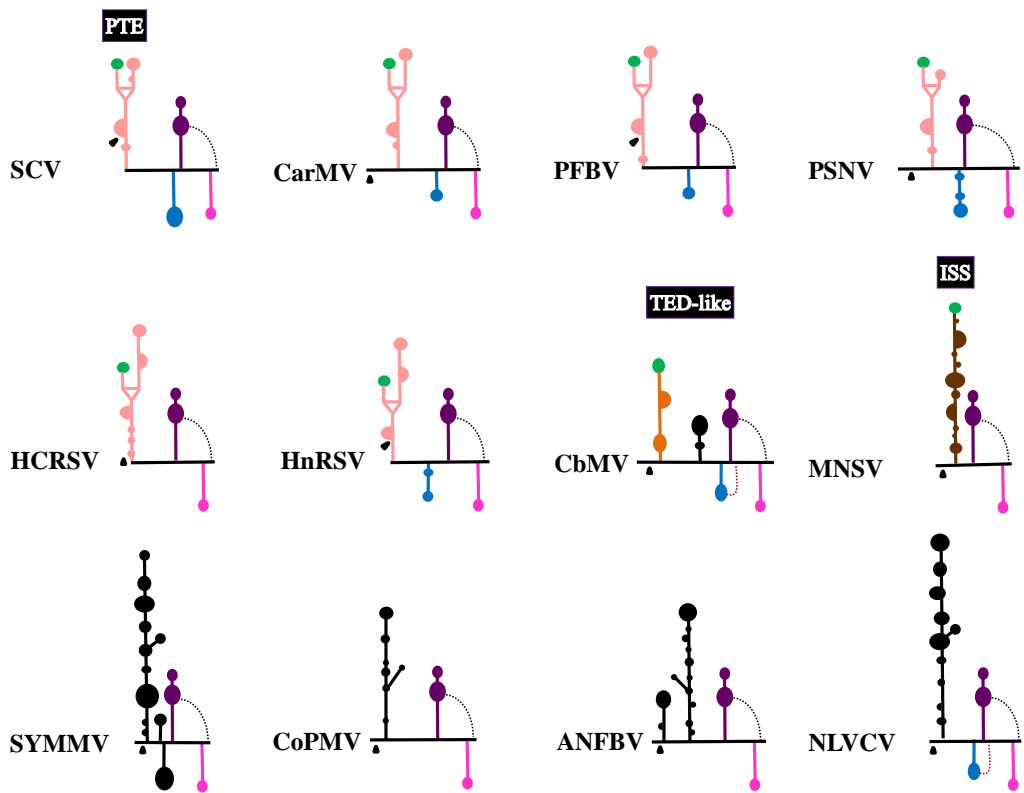 PTE
SCV
CarMV
PFBV
PSNV
TED-like
ISS
HCRSV
HnRSV
CbMV
MNSV
SYMMV
CoPMV
ANFBV
NLVCV